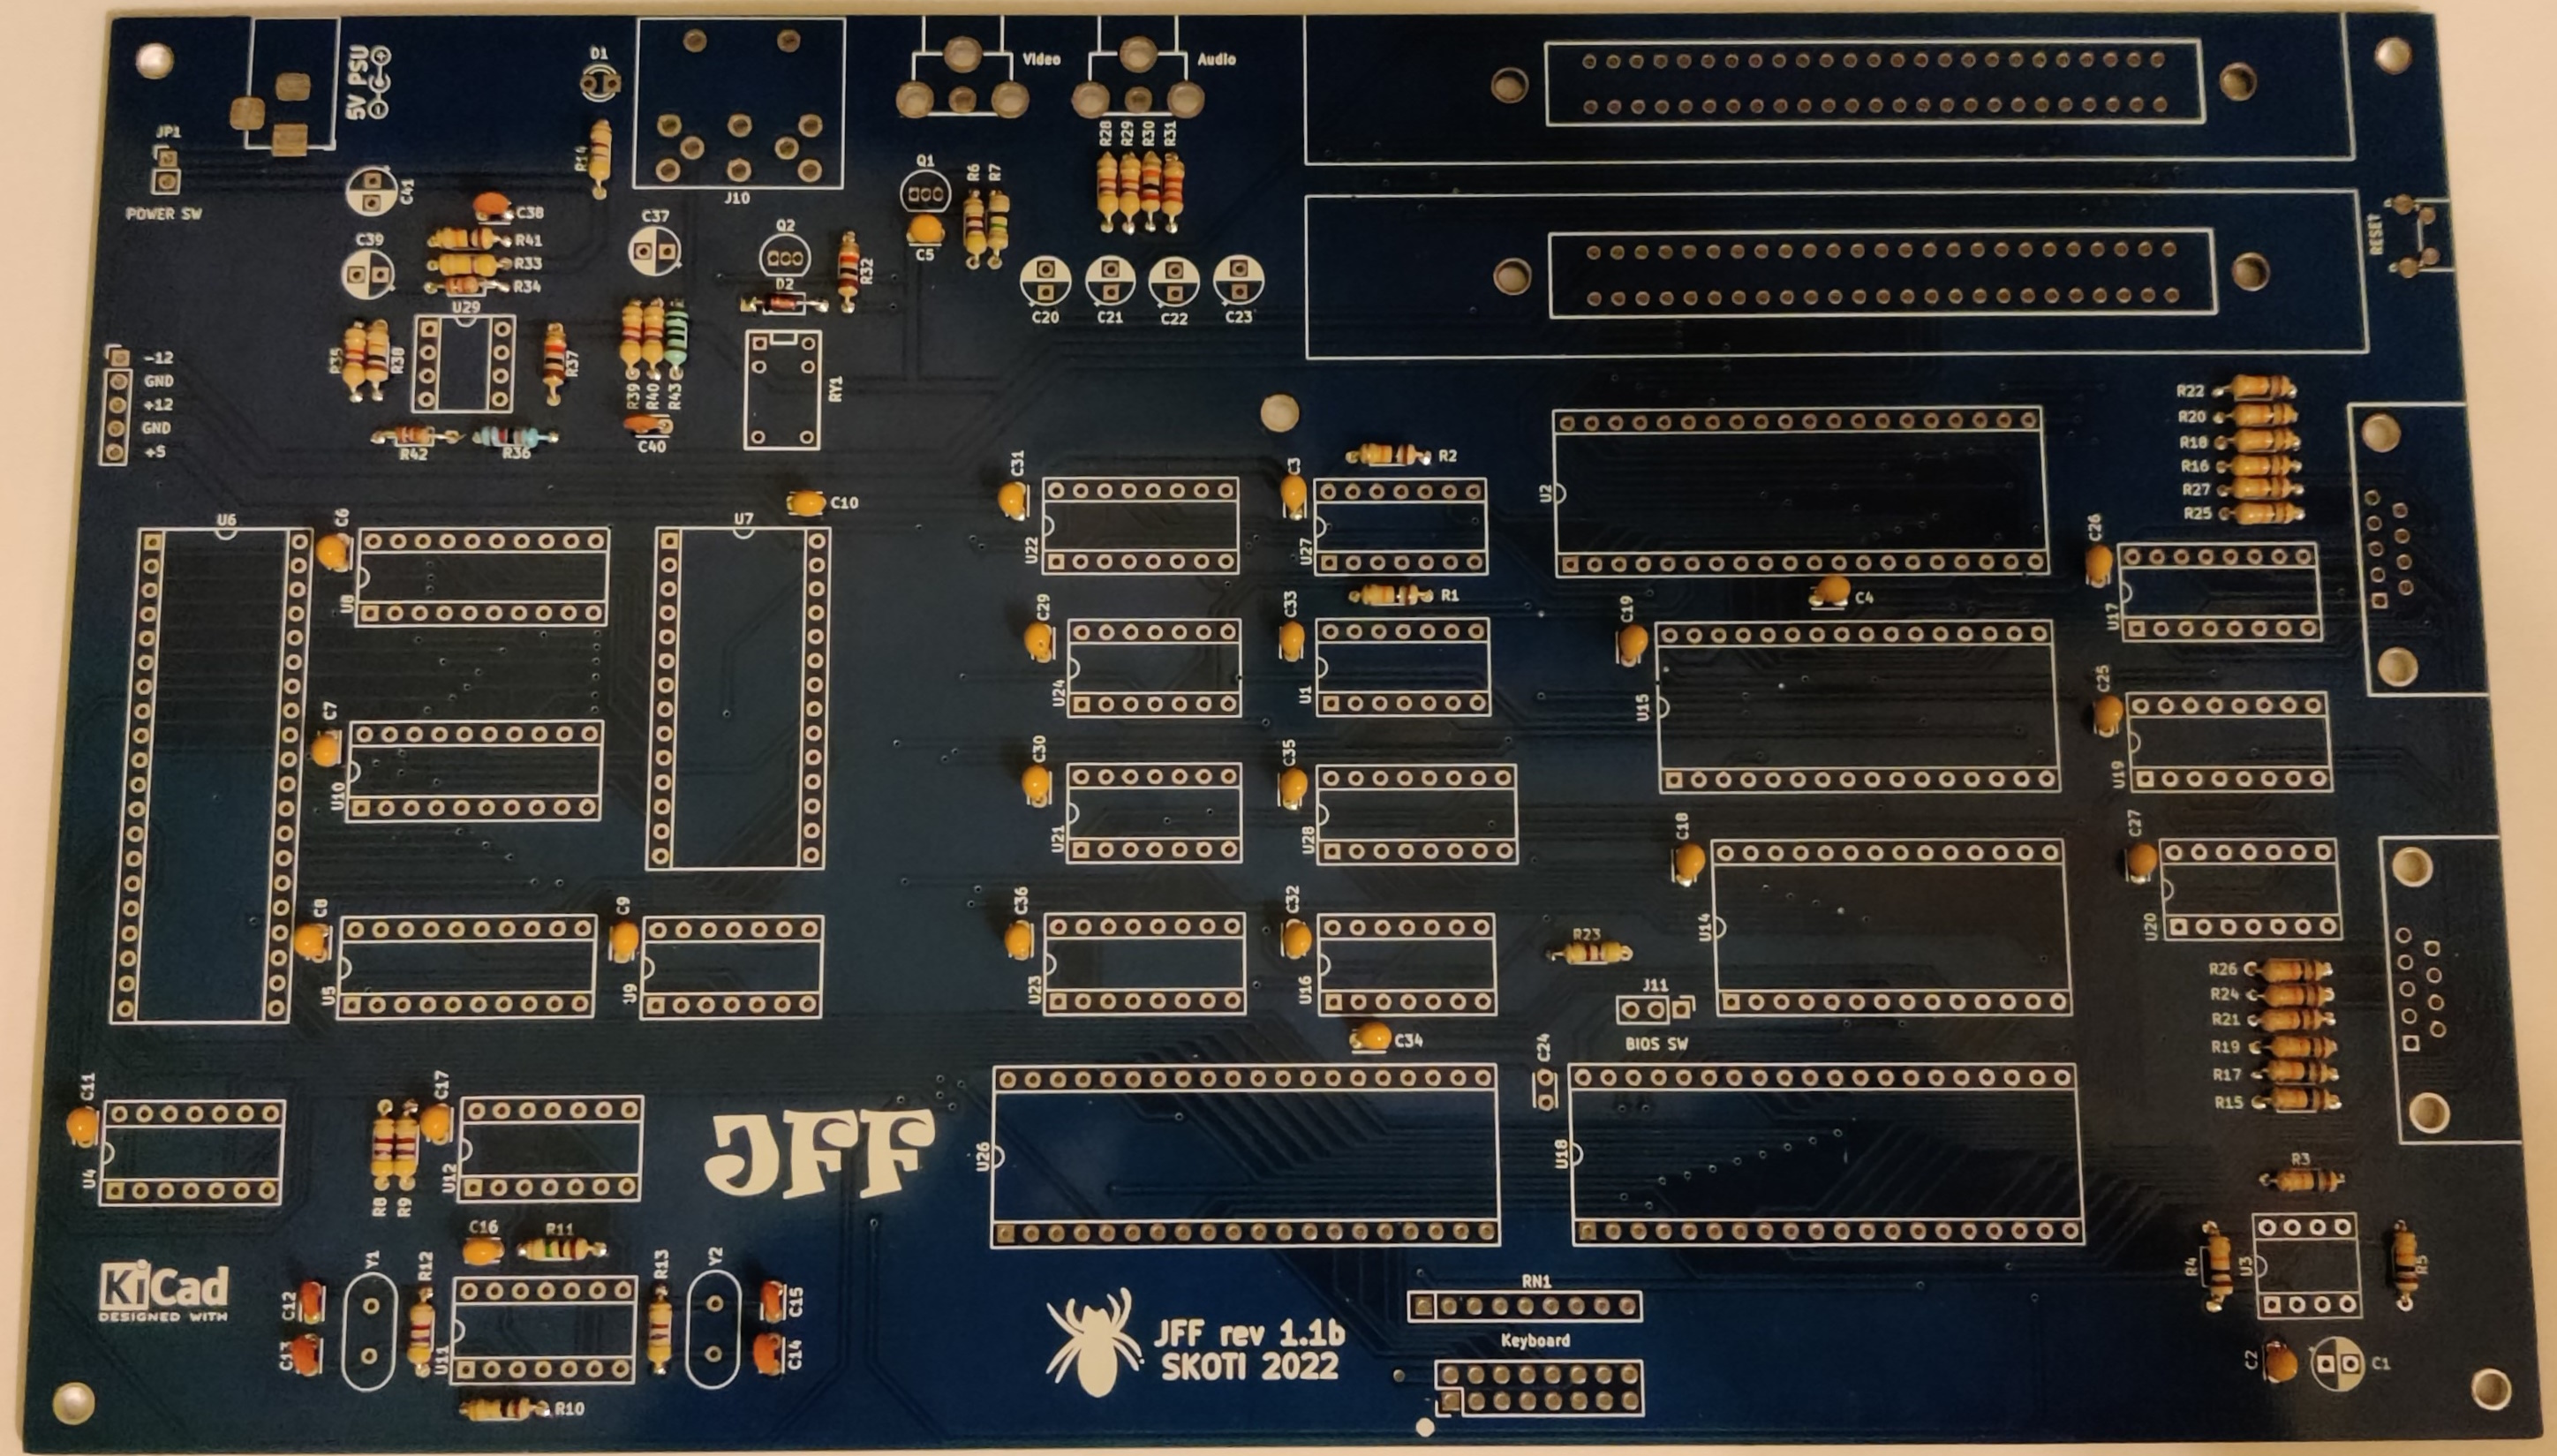 5V PSU
D1
Video
Audio
JP1
POWER SW
R14
J10
Q1
R6
R7
R28
R29
R30
R31
C41
C38
R41
C39
R33
R34
C37
Q2
D2
R32
C5
C20
C21
C22
C23
RESET
U29
R35
R38
R37
R39
R40
R43
RY1
-12
GND
+12
GND
+5
R42
R36
C40
R22
R20
R18
R16
R27
R25
C10
C31
C3
R2
U2
U6
C6
U8
U7
U22
U27
R1
C4
C26
U17
C29
C33
C19
U24
U1
U15
C25
U19
C7
U10
C30
C35
U21
U28
C18
C27
U14
U20
C8
C9
U5
U9
C36
C32
U23
U16
R23
J11
BIOS SW
C34
C24
R26
R24
R21
R19
R17
R15
C11
U4
C17
U12
R8
R9
JFF
U26
U18
R3
C16
R11
R4
U3
R5
KiCad
DESIGNED WITH
C12
C13
Y1
R12
U11
R13
Y2
C15
C14
R10
JFF rev 1.1b
SKOTI 2022
RN1
Keyboard
C2
C1